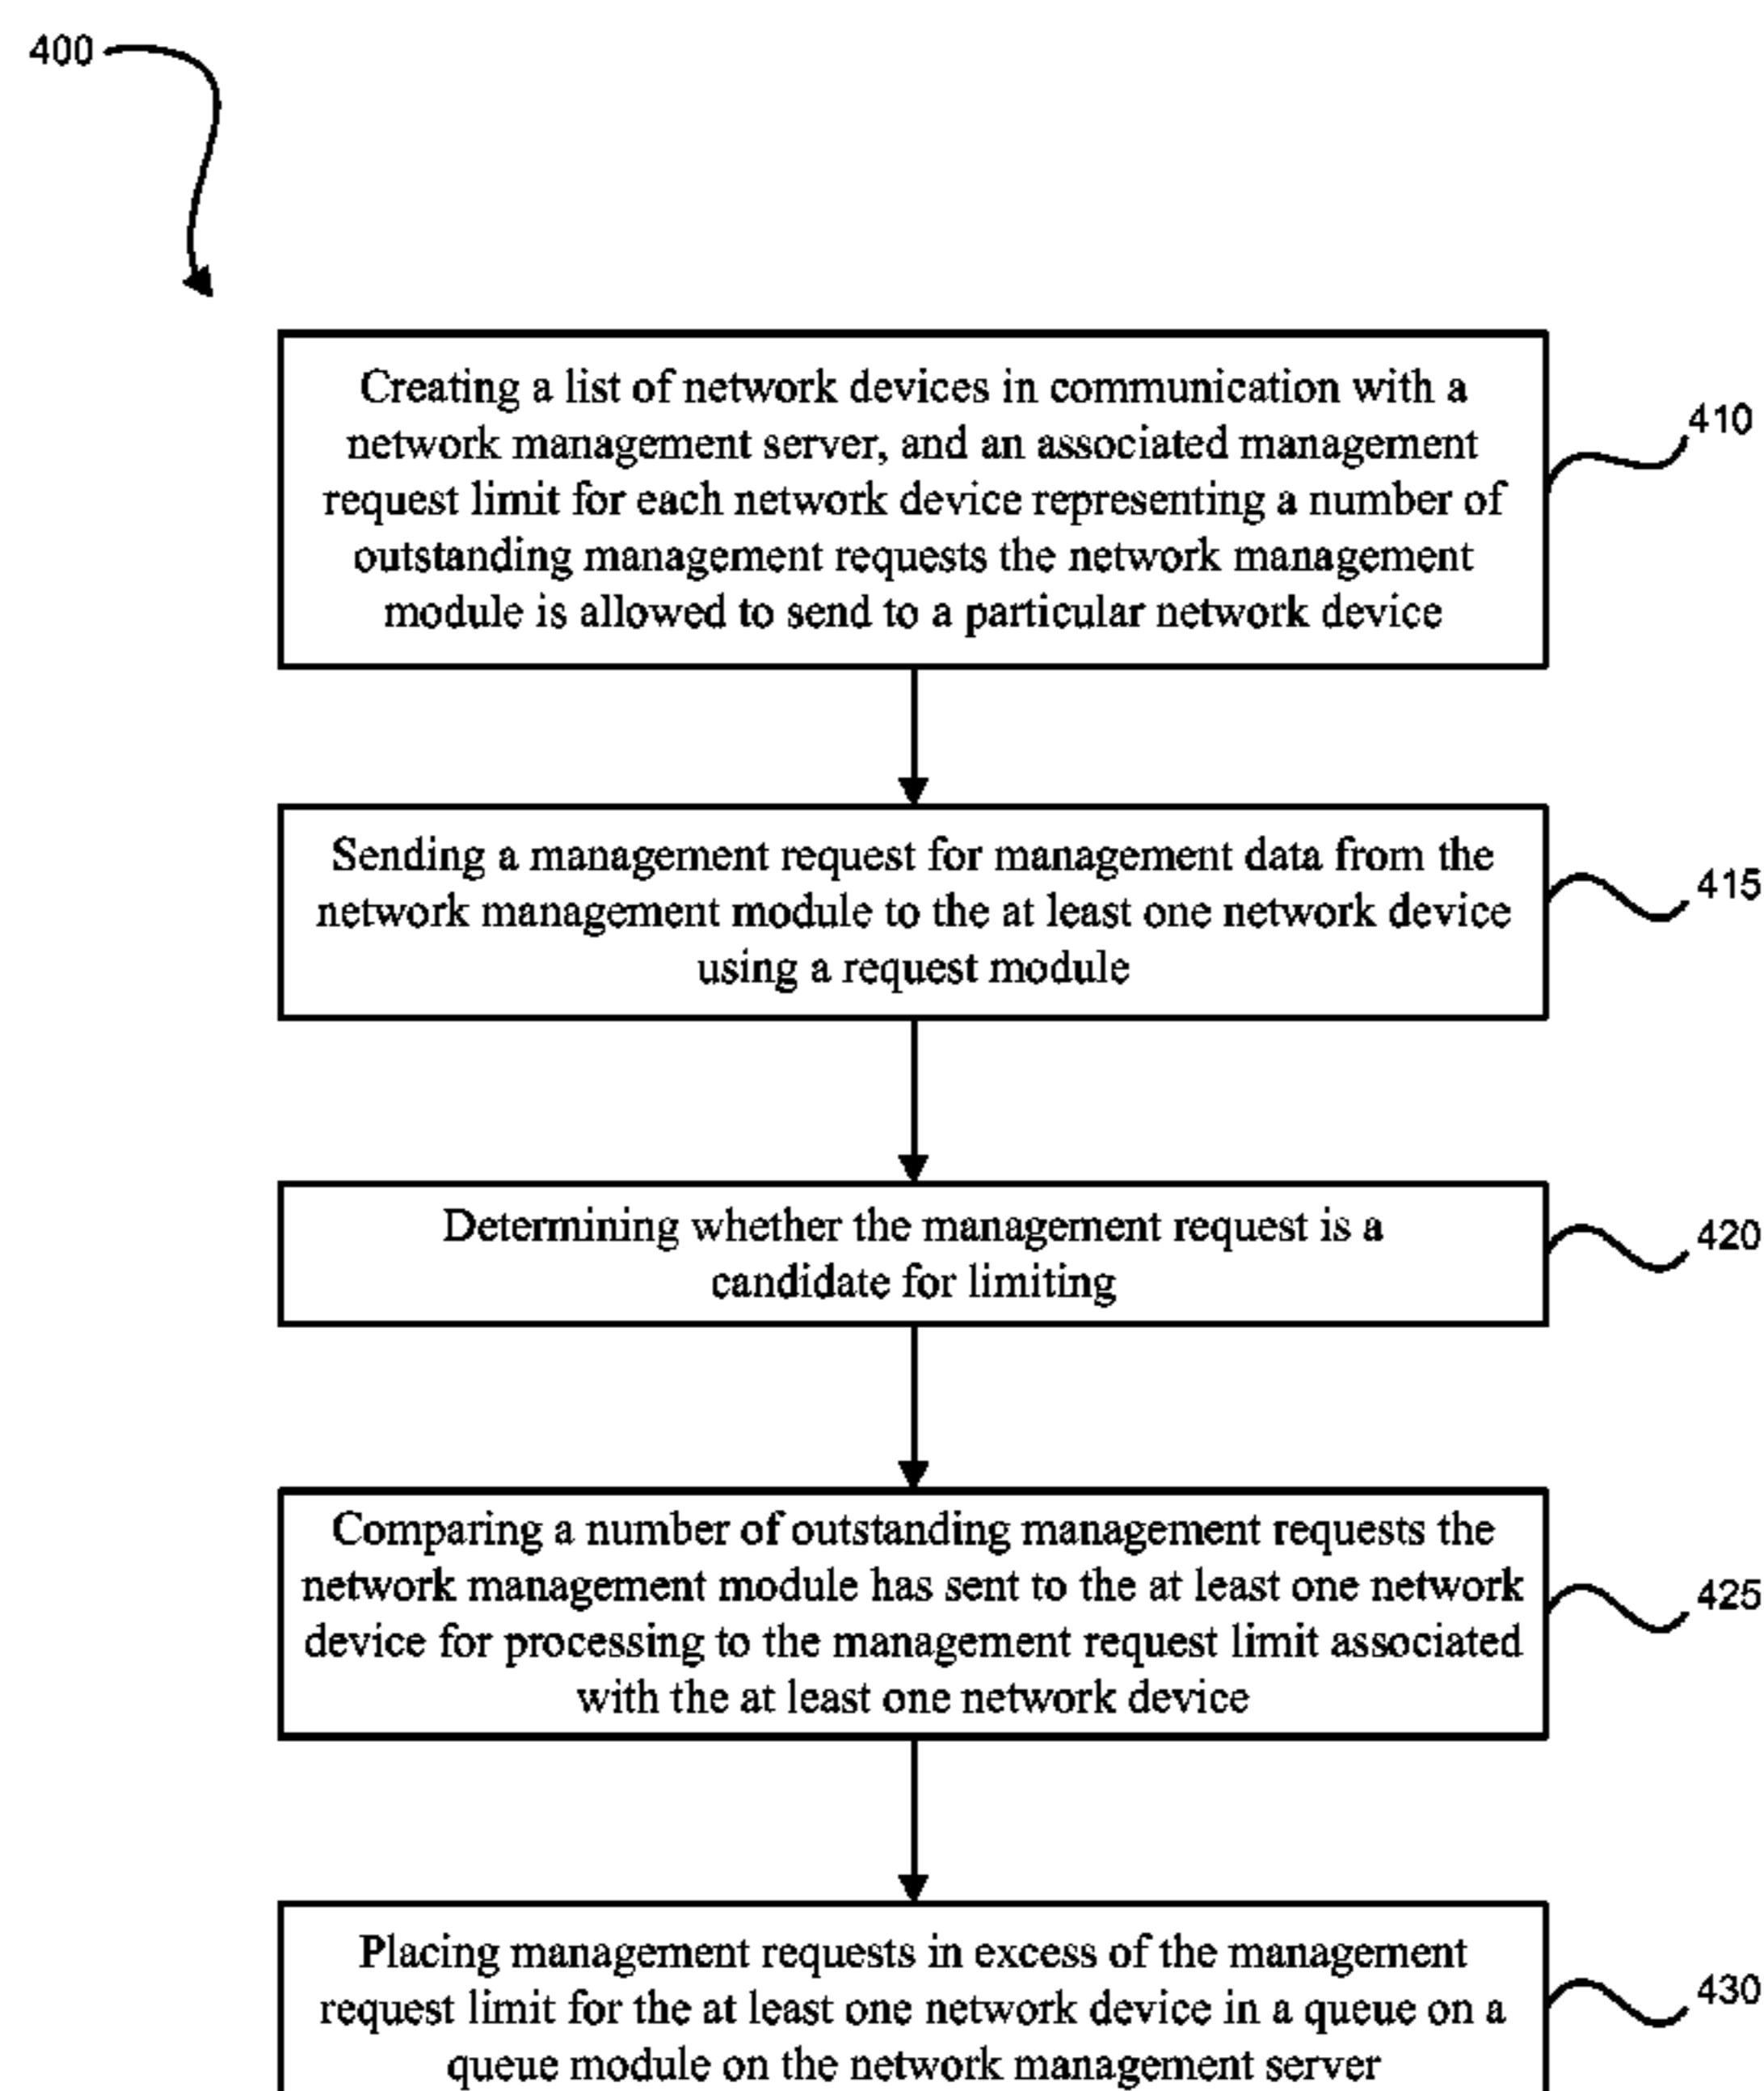 400
Creating a list of network devices in communication with a
network management server, and an associated management
request limit for each network device representing a number of
outstanding management requests the network management
module is allowed to send to a particular network device
410
Sending a management request for management data from the
network management module to the at least one network device
using a request module
415
Determining whether the management request is a
candidate for limiting
420
Comparing a number of outstanding management requests the
network management module has sent to the at least one network
device for processing to the management request limit associated
with the at least one network device
425
Placing management requests in excess of the management
request limit for the at least one network device in a queue on a
queue module on the network management server
430